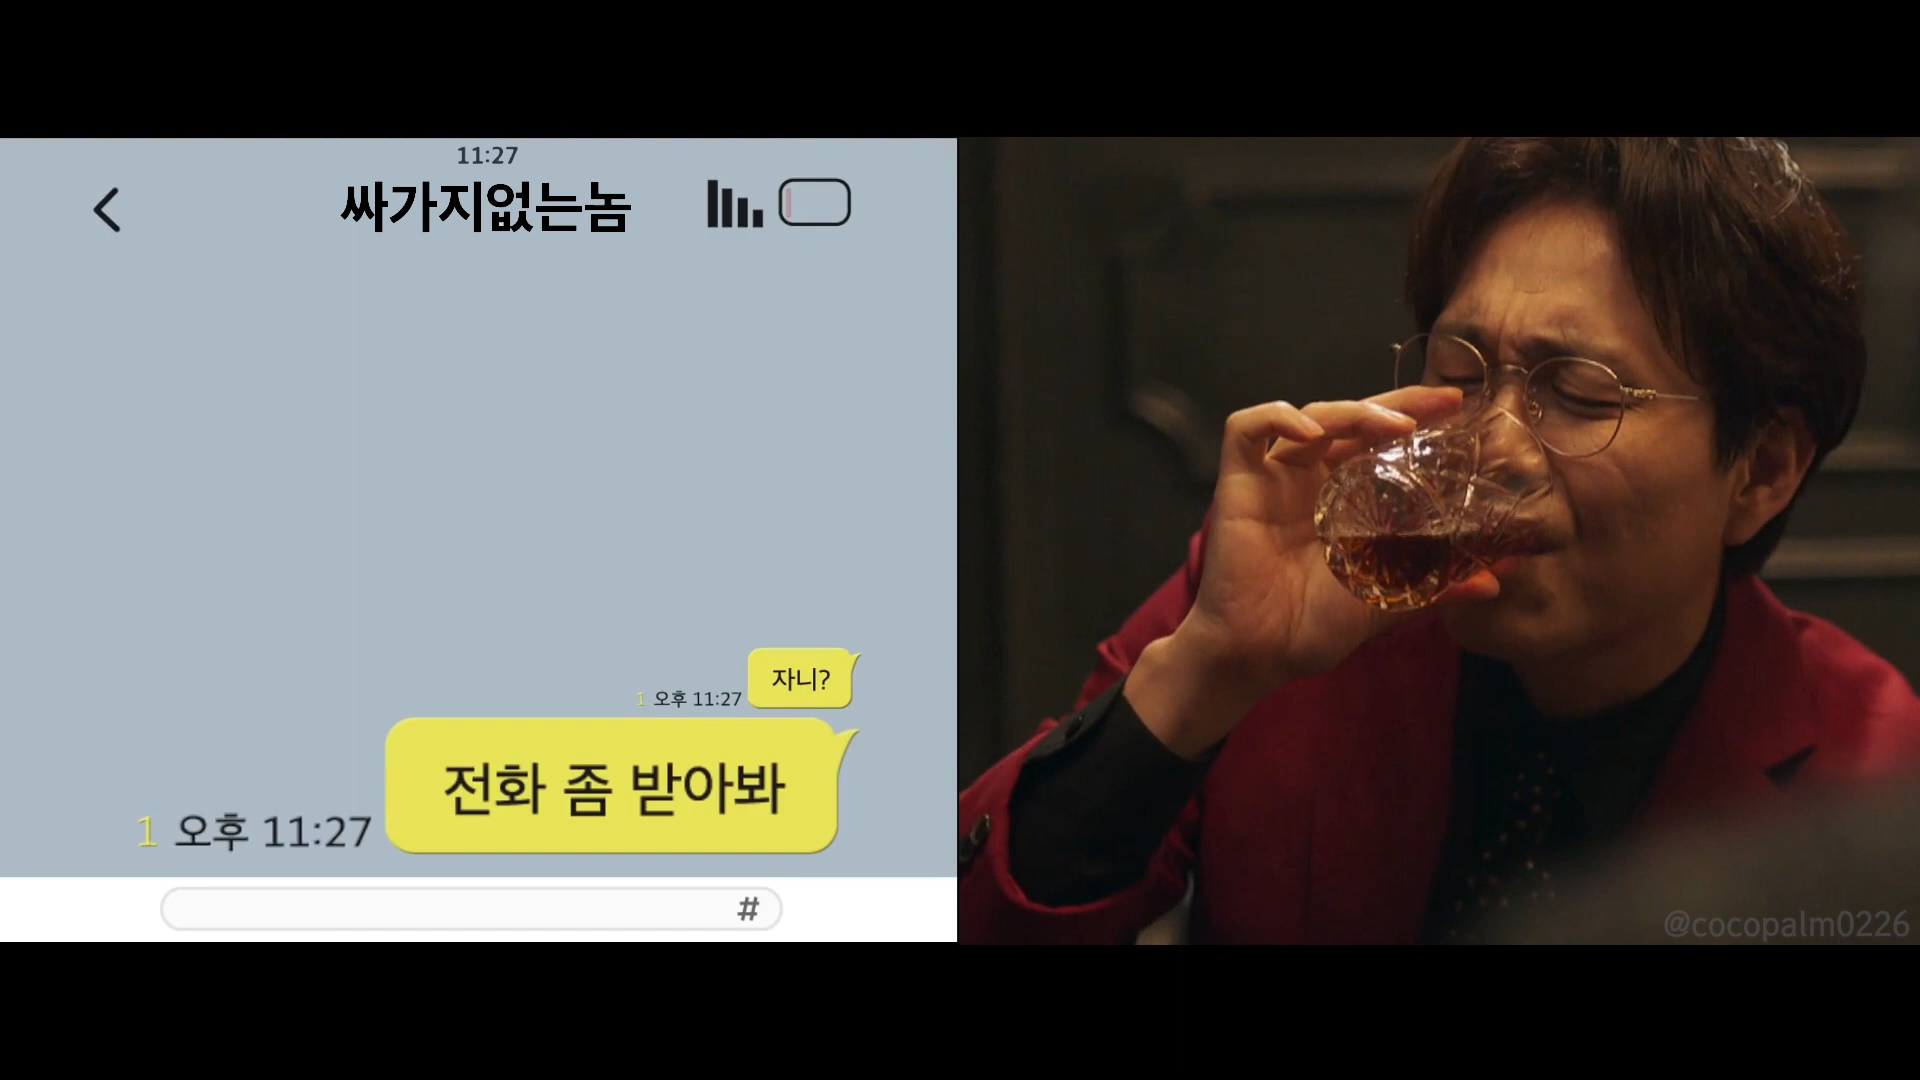 11:27
싸가지없는놈
자니?
1 오후 11:27
전화 좀 받아봐
1 오후 11:27
#
@cocopalm0226